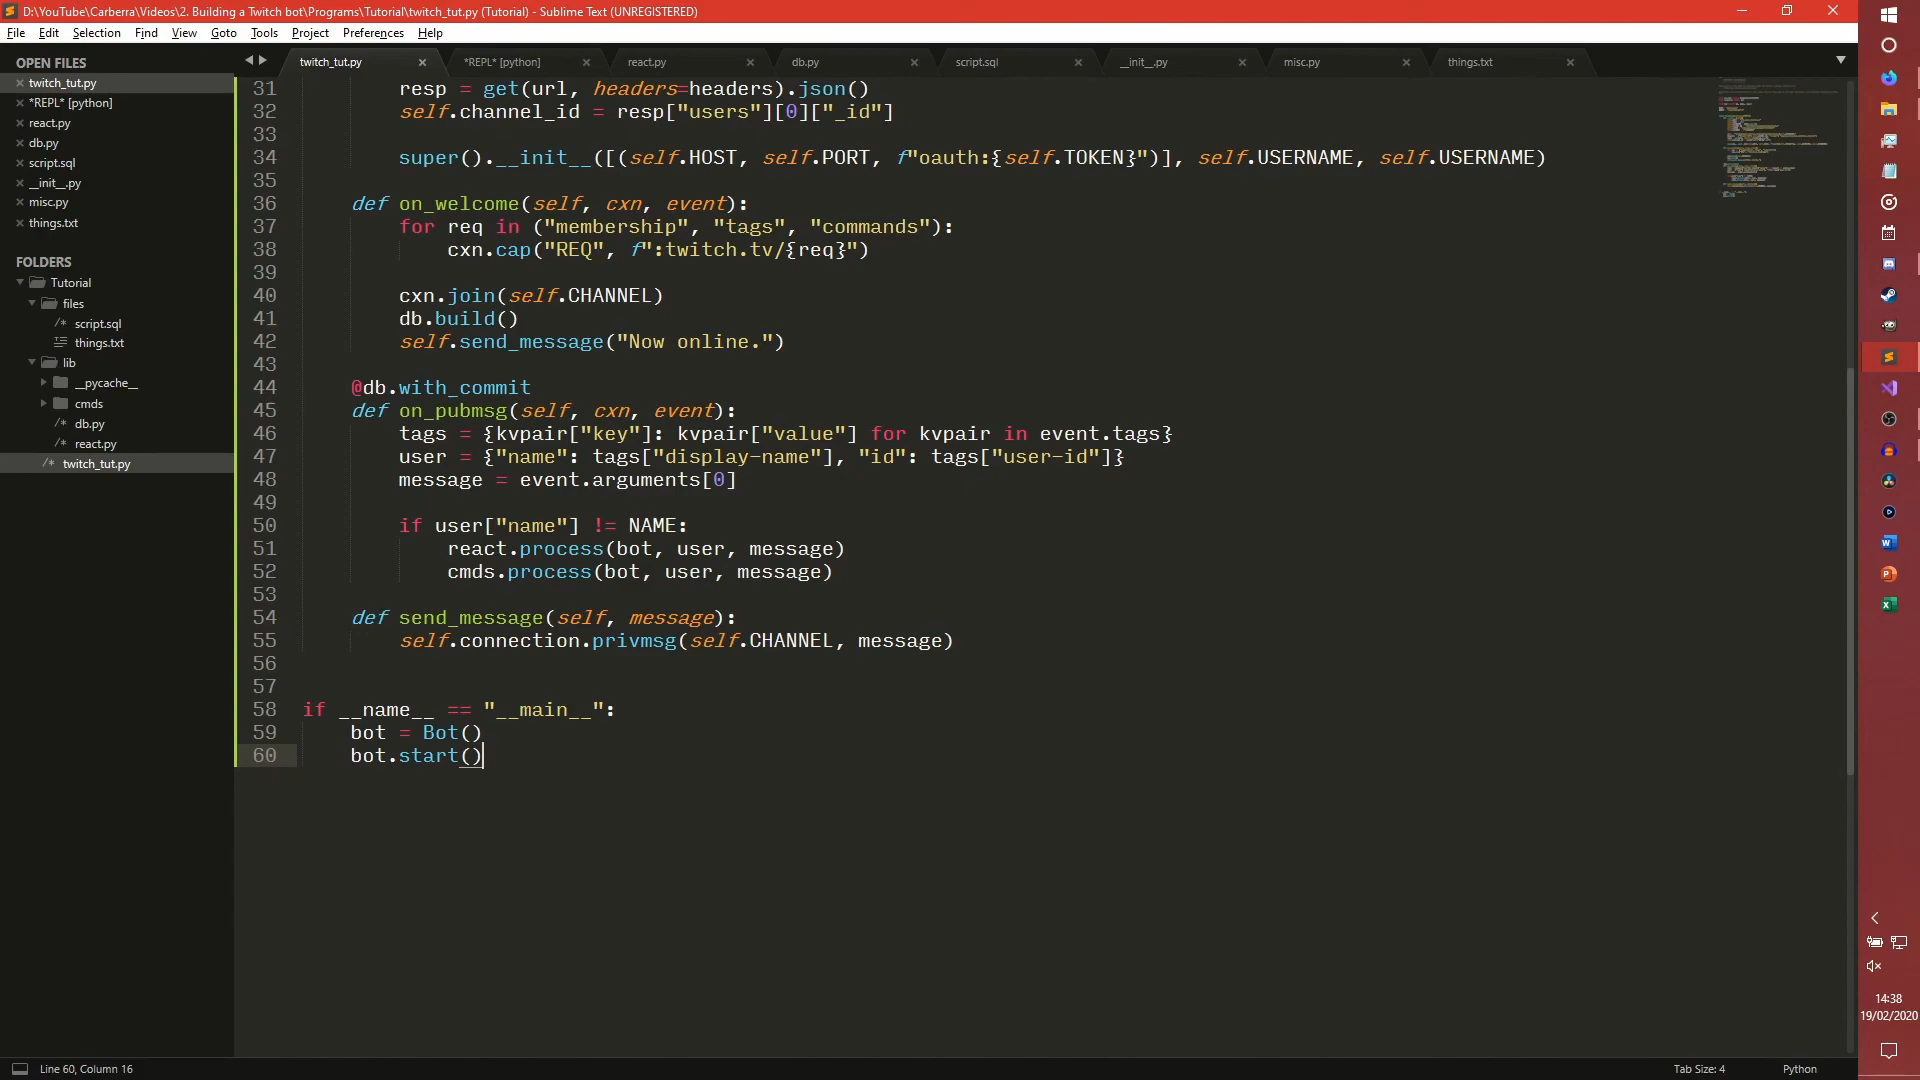 D:\YouTube\Carberra\Videos\2. Building a Twitch bot\Programs\Tutorial\twitch_tut.py (Tutorial) - Sublime Text (UNREGISTERED)
File Edit Selection Find View Goto Tools Project Preferences Help
OPEN FILES
twitch_tut.py
*REPL* [python]
react.py
db.py
script.sql
__init__.py
misc.py
things.txt
FOLDERS
Tutorial
files
script.sql
things.txt
lib
__pycache__
cmds
db.py
react.py
twitch_tut.py
twitch_tut.py *REPL* [python] react.py db.py script.sql __init__.py misc.py things.txt
31 resp = get(url, headers=headers).json()
32 self.channel_id = resp["users"][0]["_id"]
33
34 super().__init__([(self.HOST, self.PORT, f"oauth:{self.TOKEN}")], self.USERNAME, self.USERNAME)
35
36 def on_welcome(self, cxn, event):
37 for req in ("membership", "tags", "commands"):
38 cxn.cap("REQ", f":twitch.tv/{req}")
39
40 cxn.join(self.CHANNEL)
41 db.build()
42 self.send_message("Now online.")
43
44 @db.with_commit
45 def on_pubmsg(self, cxn, event):
46 tags = {kvpair["key"]: kvpair["value"] for kvpair in event.tags}
47 user = {"name": tags["display-name"], "id": tags["user-id"]}
48 message = event.arguments[0]
49
50 if user["name"] != NAME:
51 react.process(bot, user, message)
52 cmds.process(bot, user, message)
53
54 def send_message(self, message):
55 self.connection.privmsg(self.CHANNEL, message)
56
57
58 if __name__ == "__main__":
59 bot = Bot()
60 bot.start()
14:38
19/02/2020
Line 60, Column 16
Tab Size: 4
Python